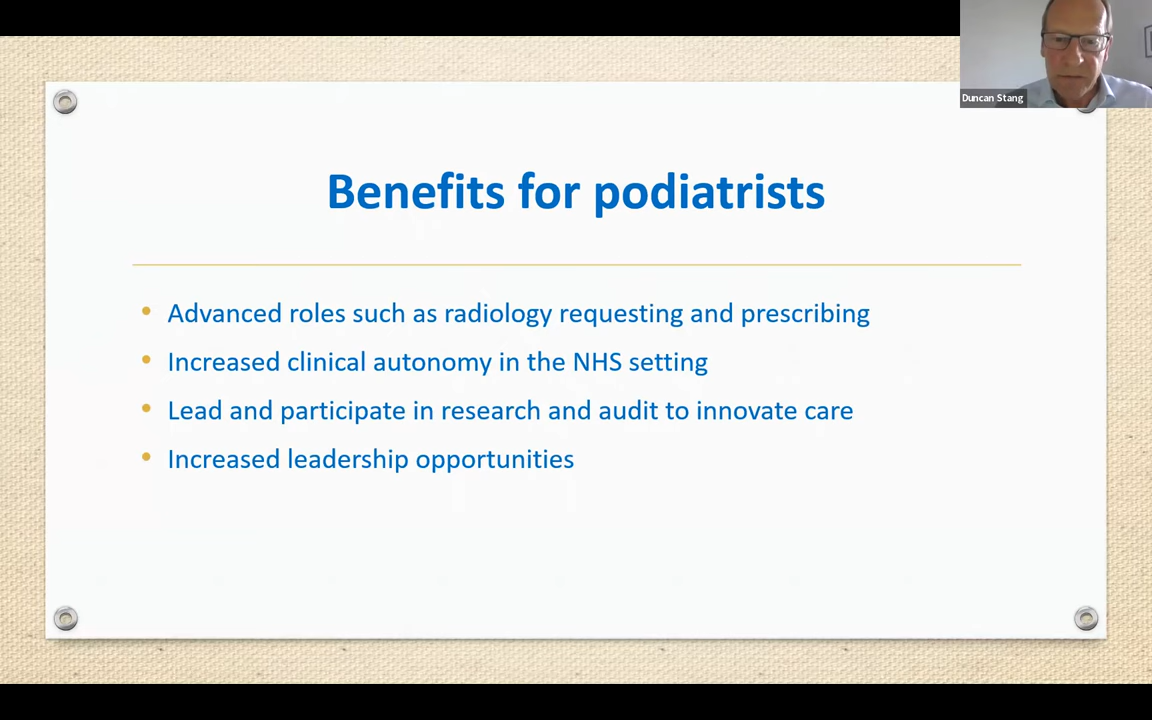 Duncan Stang
Benefits for podiatrists
• Advanced roles such as radiology requesting and prescribing
• Increased clinical autonomy in the NHS setting
• Lead and participate in research and audit to innovate care
• Increased leadership opportunities